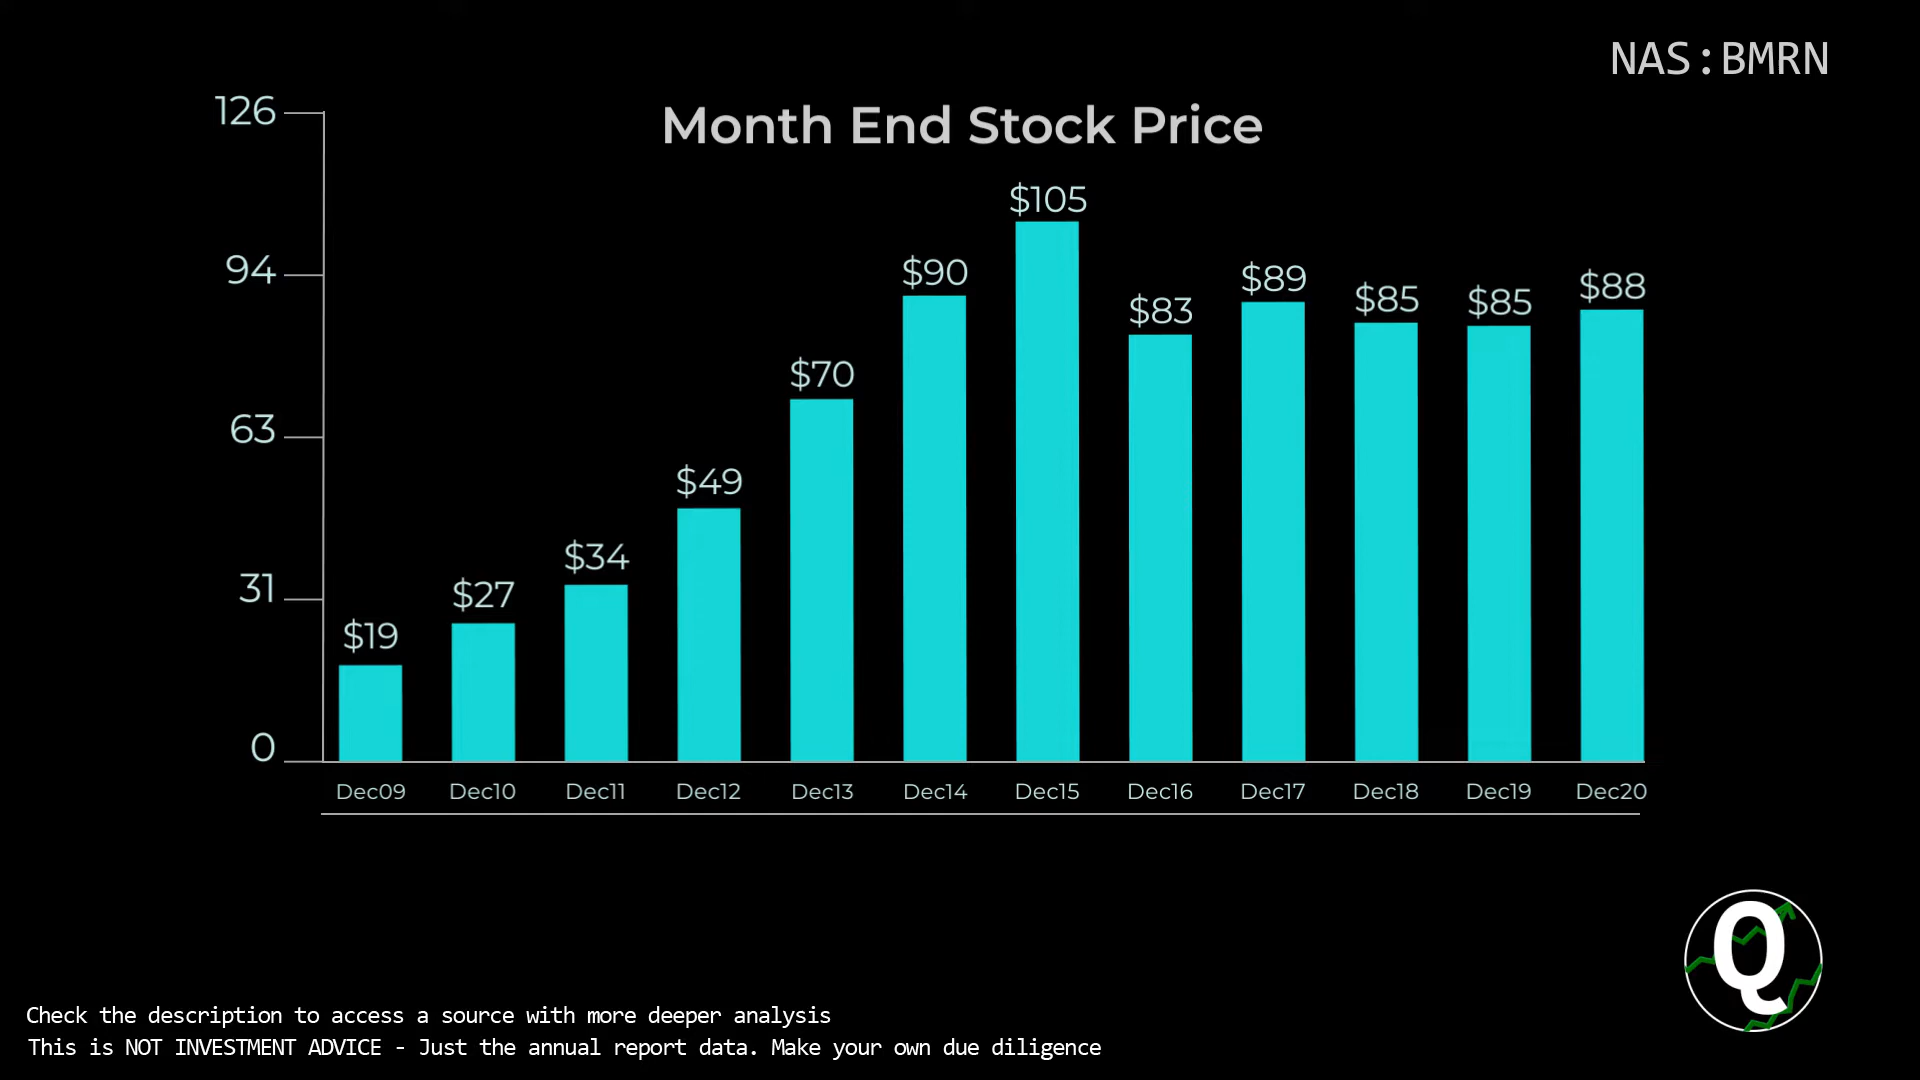 NAS:BMRN
Month End Stock Price
126
94
63
31
0
$19
$27
$34
$49
$70
$90
$105
$83
$89
$85
$85
$88
Dec09 Dec10 Dec11 Dec12 Dec13 Dec14 Dec15 Dec16 Dec17 Dec18 Dec19 Dec20
Q
Check the description to access a source with more deeper analysis
This is NOT INVESTMENT ADVICE - Just the annual report data. Make your own due diligence